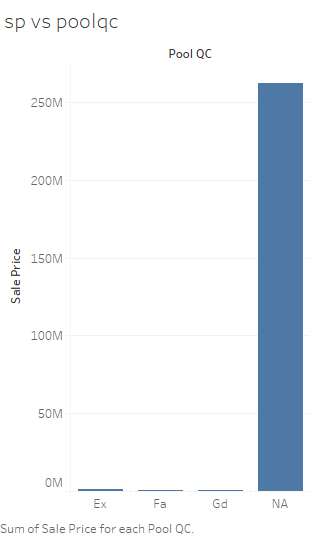 sp vs poolqc
Pool QC
250M
200M
150M
100M
50M
0M
Sale Price
Ex Fa Gd NA
Sum of Sale Price for each Pool QC.